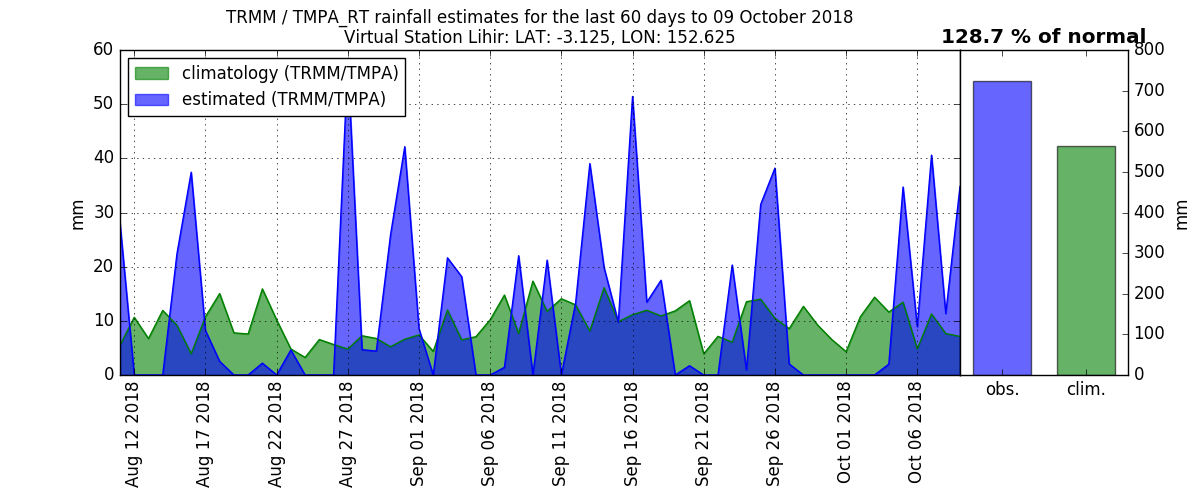 TRMM / TMPA_RT rainfall estimates for the last 60 days to 09 October 2018
Virtual Station Lihir: LAT: -3.125, LON: 152.625
128.7 % of normal
climatology (TRMM/TMPA)
estimated (TRMM/TMPA)
60
50
40
30
20
10
0
mm
800
700
600
500
400
300
200
100
0
mm
Aug 12 2018
Aug 17 2018
Aug 22 2018
Aug 27 2018
Sep 01 2018
Sep 06 2018
Sep 11 2018
Sep 16 2018
Sep 21 2018
Sep 26 2018
Oct 01 2018
Oct 06 2018
obs.
clim.